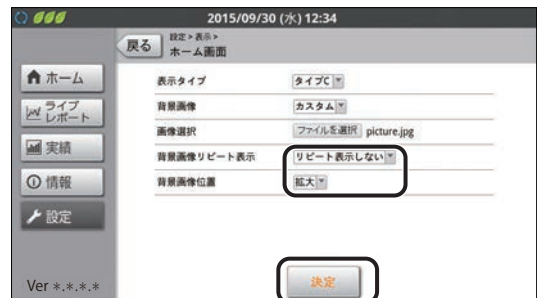 2015/09/30 (水) 12:34
戻る
設定 > 表示 >
ホーム画面
ホーム
ライブ
レポート
実績
情報
設定
Ver *.*.*.*
表示タイプ タイプC
背景画像 カスタム
画像選択 ファイルを選択 picture.jpg
背景画像リピート表示 リピート表示しない
背景画像位置 拡大
決定